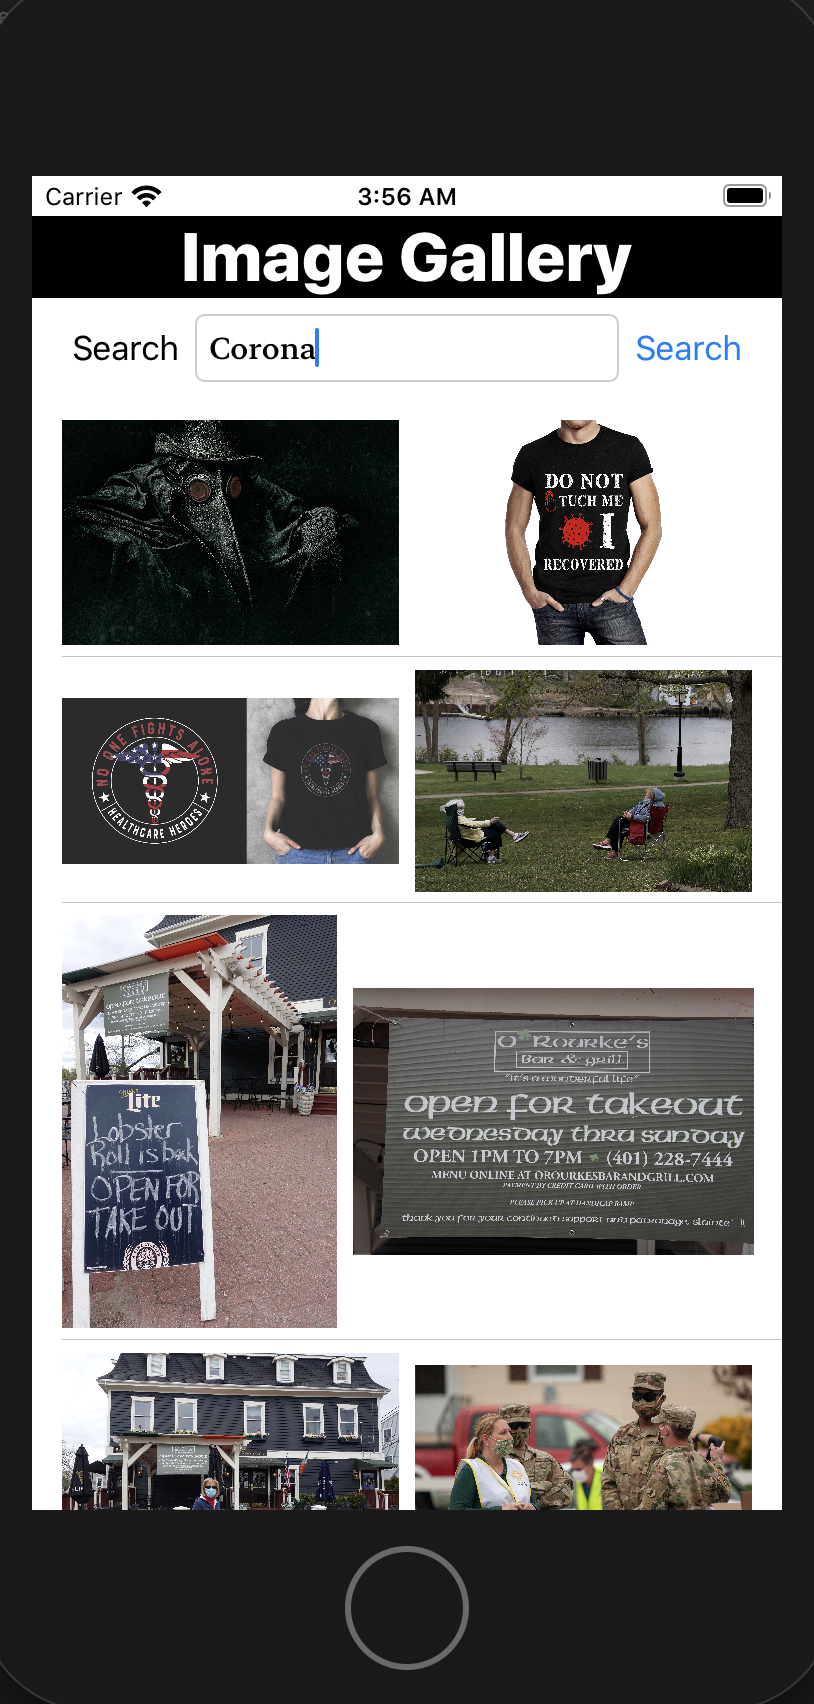 Carrier
3:56 AM
Image Gallery
Search
Corona
Search
DO NOT
TUCH ME
I
RECOVERED
NO ONE FIGHTS ALONE
HEALTHCARE HEROES
open for takeout
Lite
Lobster
Roll is back
OPEN FOR
TAKE OUT
O'Rourke's
Bar & grill
"it's a wonderful life"
open for takeout
wednesday thru sunday
OPEN 1PM TO 7PM (401) 228-7444
MENU ONLINE AT OROURKESBARANDGRILL.COM
PAYMENT BY CREDIT CARD WITH ORDER
PLEASE PICK UP AT HANDICAP RAMP
thank you for your continued support and patronage, slainte' !!